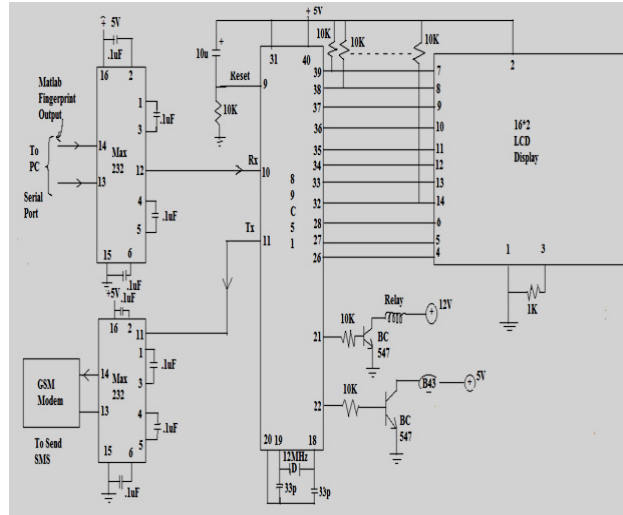 + 5V
.1uF
16
2
Matlab
Fingerprint
Output
To
PC
Serial
Port
14
13
Max
232
1
3
.1uF
12
4
5
.1uF
15
6
.1uF
+5V
.1uF
16
2
11
1
3
.1uF
Max
232
14
13
4
5
.1uF
15
6
.1uF
GSM
Modem
To Send
SMS
+ 5V
10u
+
Reset
10K
Rx
Tx
31
40
9
10
11
89C51
39
38
37
36
35
34
33
32
28
27
26
21
22
20
19
18
12MHz
D
33p
33p
10K
10K
10K
7
8
9
10
11
12
13
14
6
5
4
2
16*2
LCD
Display
1
3
1K
10K
Relay
12V
BC
547
10K
B43
5V
BC
547